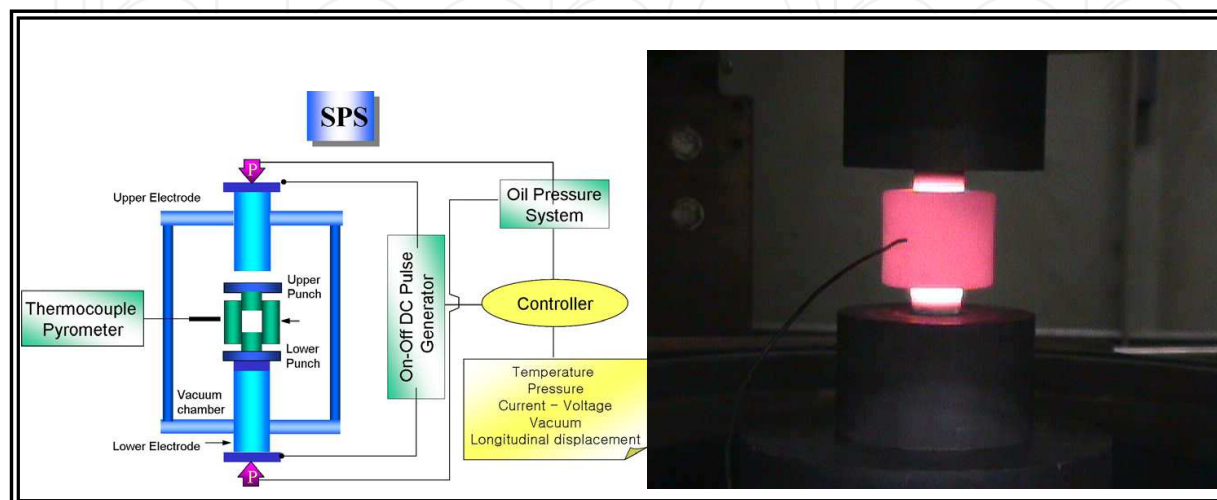 SPS
P
Upper Electrode
Oil Pressure
System
Upper
Punch
Thermocouple
Pyrometer
On-Off DC Pulse
Generator
Controller
Lower
Punch
Vacuum
chamber
Lower Electrode
Temperature
Pressure
Current - Voltage
Vacuum
Longitudinal displacement
P